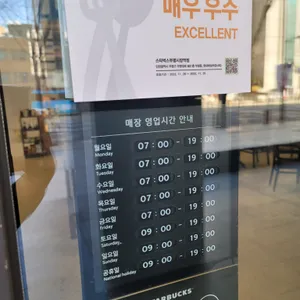 매우우수
EXCELLENT
매장 영업시간 안내
월요일 07 : 00 - 19 : 00
Monday
화요일 07 : 00 - 19 : 00
Tuesday
수요일 07 : 00 - 19 : 00
Wednesday
목요일 07 : 00 - 19 : 00
Thursday
금요일 07 : 00 - 19 : 00
Friday
토요일 09 : 00 - 19 : 00
Saturday
일요일 09 : 00 - 19 : 00
Sunday
공휴일 09 : 00 - 19 : 00
National holiday
STARBUCKS